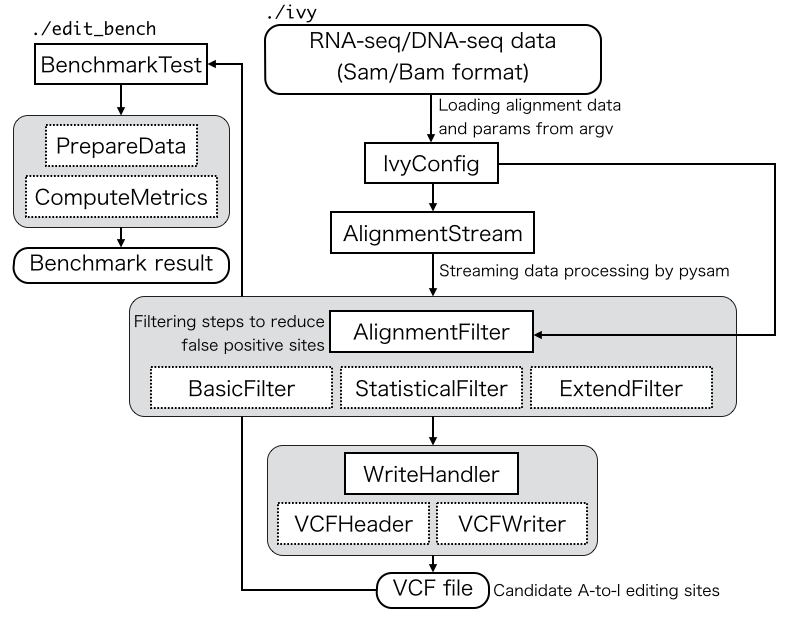 ./edit_bench
BenchmarkTest
PrepareData
ComputeMetrics
Benchmark result
./ivy
RNA-seq/DNA-seq data
(Sam/Bam format)
Loading alignment data
and params from argv
IvyConfig
AlignmentStream
Streaming data processing by pysam
Filtering steps to reduce
false positive sites
AlignmentFilter
BasicFilter
StatisticalFilter
ExtendFilter
WriteHandler
VCFHeader
VCFWriter
VCF file
Candidate A-to-I editing sites